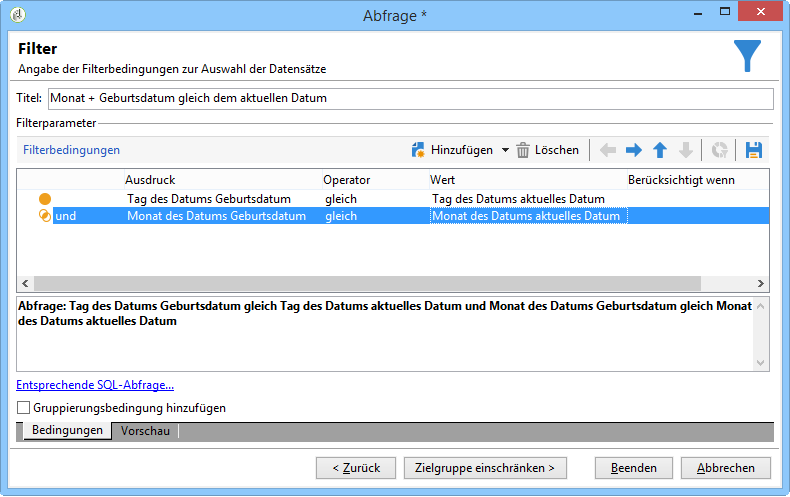 Abfrage *
Filter
Angabe der Filterbedingungen zur Auswahl der Datensätze
Titel: Monat + Geburtsdatum gleich dem aktuellen Datum
Filterparameter
Filterbedingungen Hinzufügen Löschen
Ausdruck Operator Wert Berücksichtigt wenn
Tag des Datums Geburtsdatum gleich Tag des Datums aktuelles Datum
und Monat des Datums Geburtsdatum gleich Monat des Datums aktuelles Datum
Abfrage: Tag des Datums Geburtsdatum gleich Tag des Datums aktuelles Datum und Monat des Datums Geburtsdatum gleich Monat
des Datums aktuelles Datum
Entsprechende SQL-Abfrage...
Gruppierungsbedingung hinzufügen
Bedingungen Vorschau
< Zurück Zielgruppe einschränken > Beenden Abbrechen